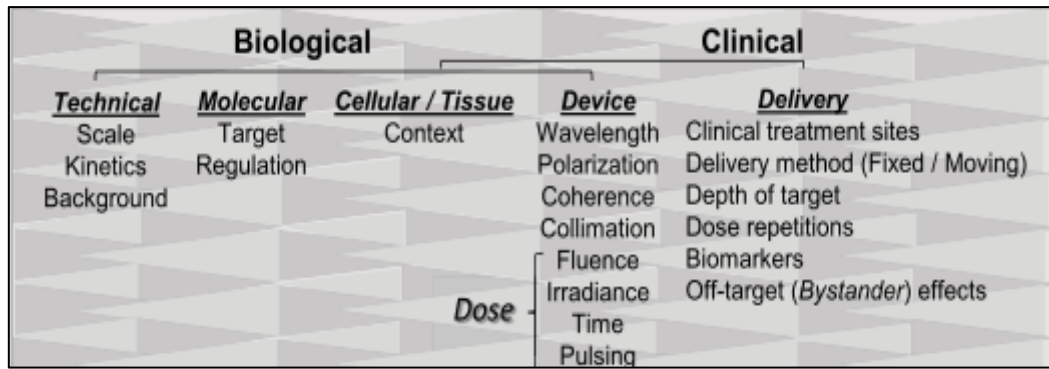 Biological Clinical
Technical Molecular Cellular / Tissue Device Delivery
Scale Target Context Wavelength Clinical treatment sites
Kinetics Regulation Polarization Delivery method (Fixed / Moving)
Background Coherence Depth of target
Collimation Dose repetitions
Fluence Biomarkers
Irradiance Off-target (Bystander) effects
Dose
Time
Pulsing